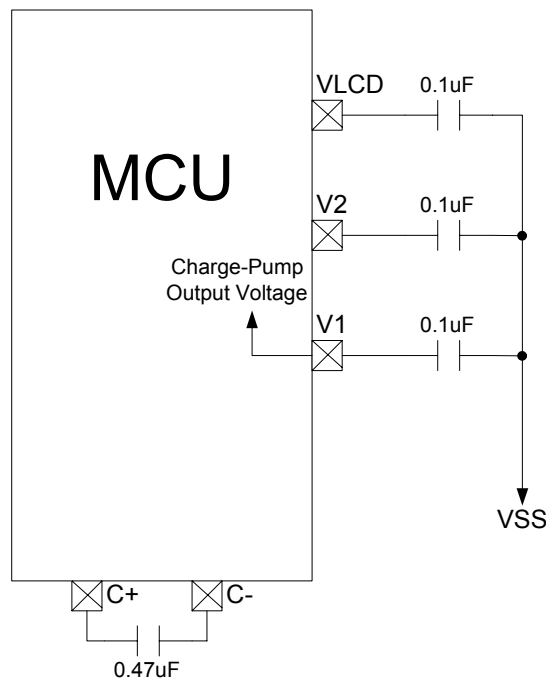 VLCD
0.1uF
MCU
V2
0.1uF
Charge-Pump
Output Voltage
V1
0.1uF
VSS
C+
C-
0.47uF